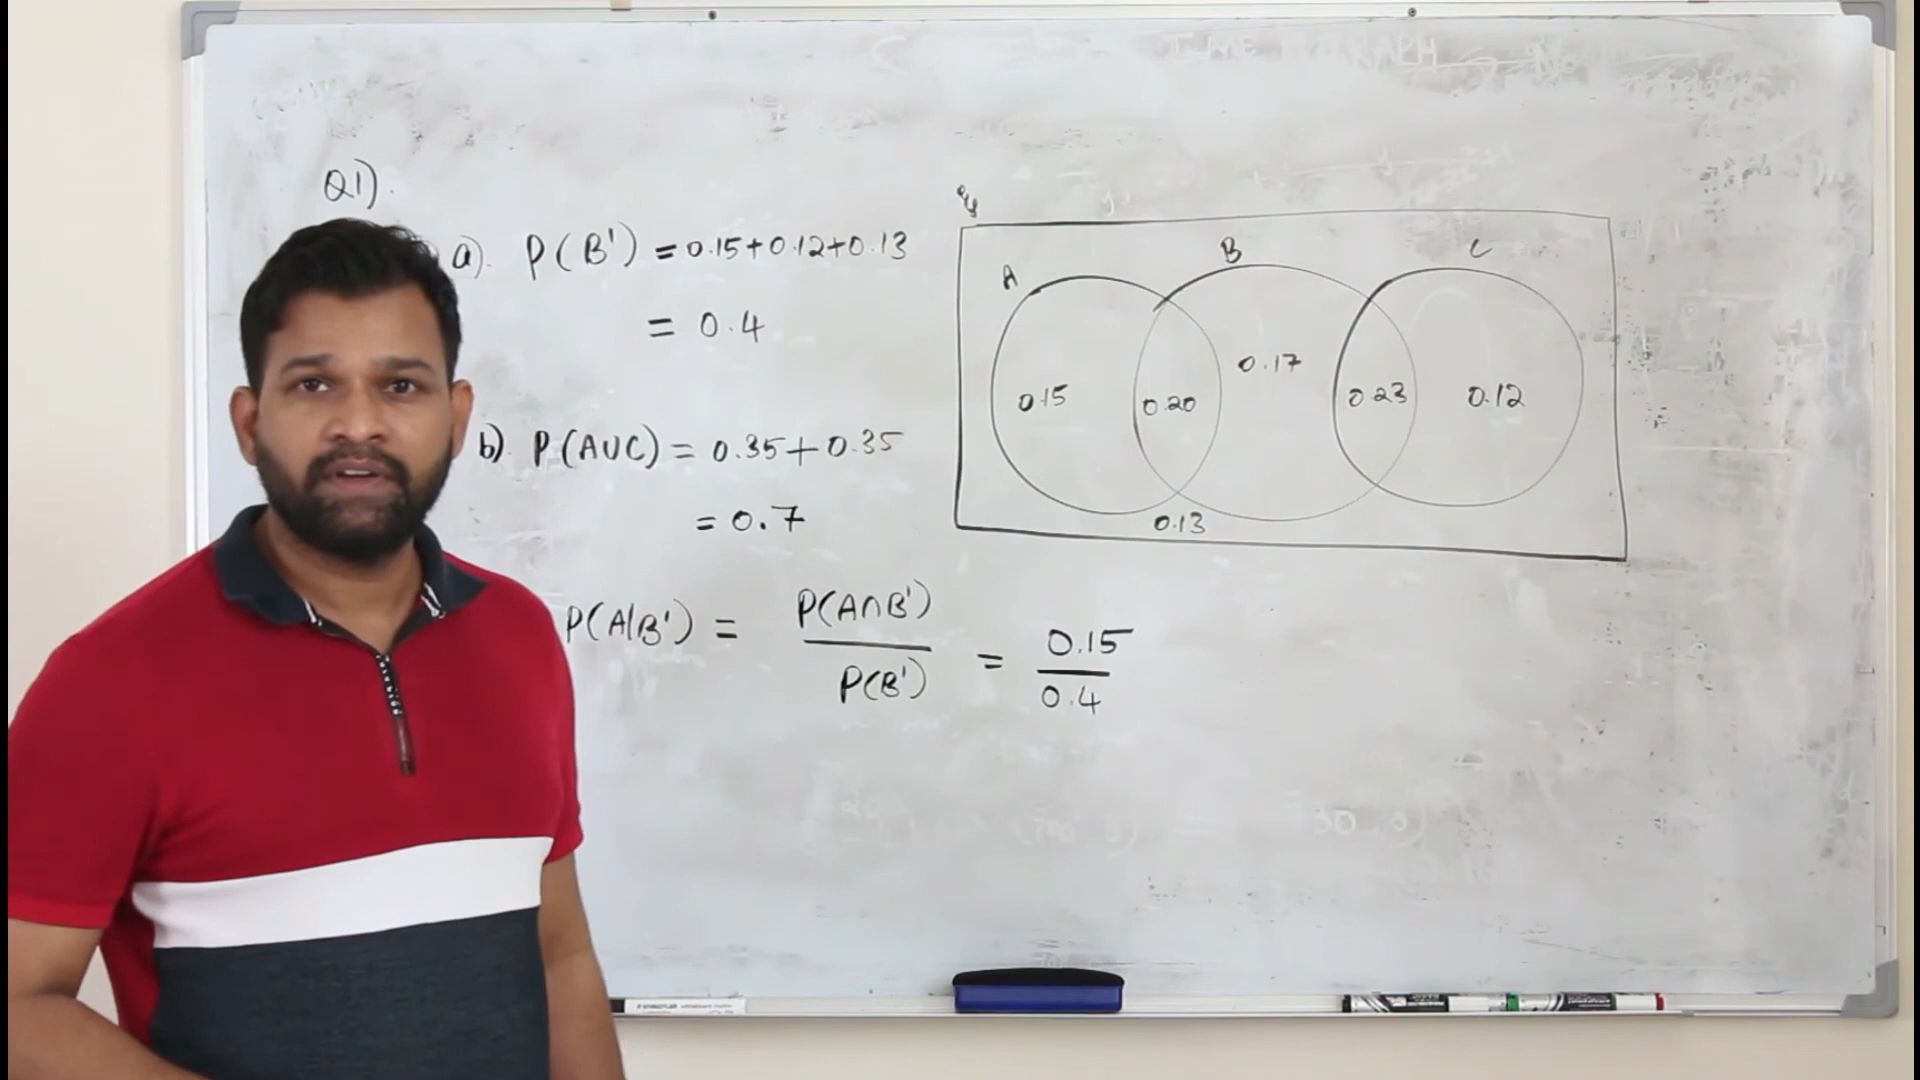 Q1).
a). P(B') = 0.15+0.12+0.13
= 0.4
b). P(AUC) = 0.35+0.35
= 0.7
P(A|B') = P(A∩B') / P(B') = 0.15 / 0.4
A
B
C
0.15
0.20
0.17
0.23
0.12
0.13